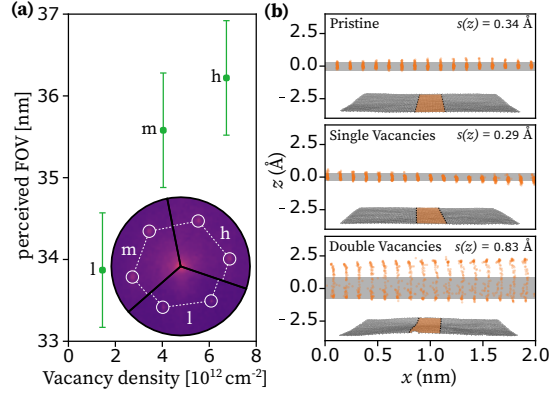 (a)
37
36
35
34
33
perceived FOV [nm]
h
m
l
m
h
l
0
2
4
6
8
Vacancy density [10¹² cm⁻²]
(b)
Pristine
s(z) = 0.34 Å
2.5
0.0
−2.5
Single Vacancies
s(z) = 0.29 Å
2.5
0.0
−2.5
z (Å)
Double Vacancies
s(z) = 0.83 Å
2.5
0.0
−2.5
0.0
0.5
1.0
1.5
2.0
x (nm)